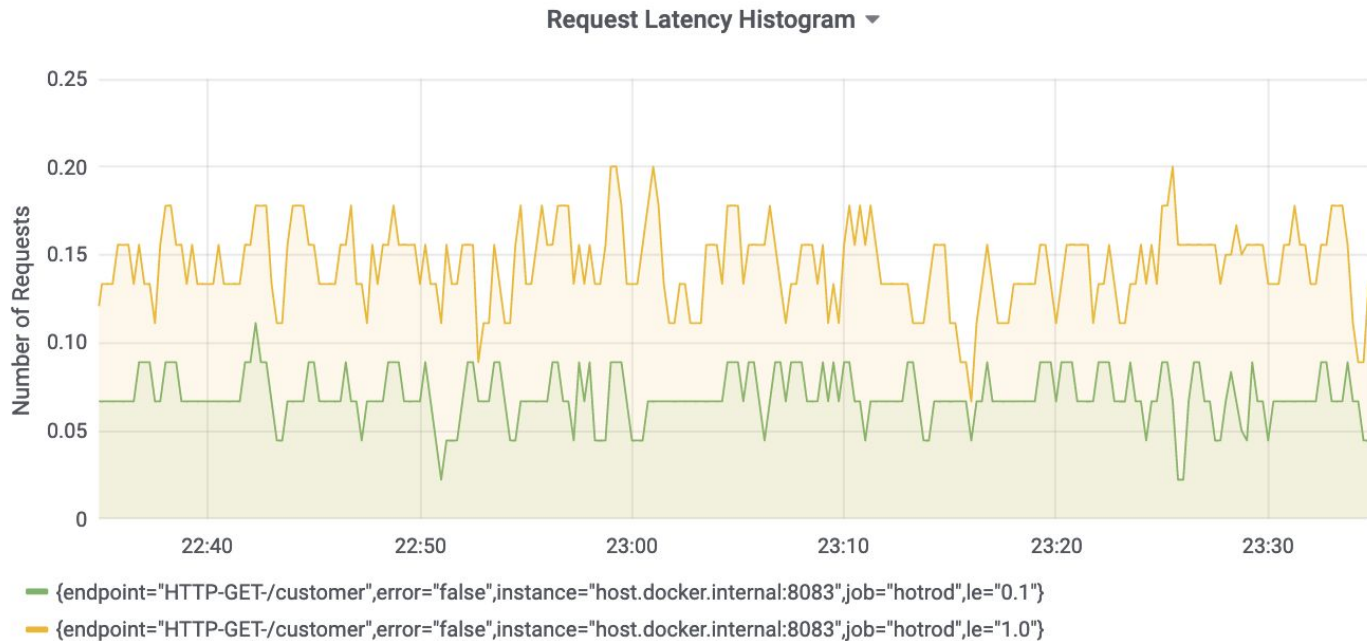 Request Latency Histogram
Number of Requests
0.25
0.20
0.15
0.10
0.05
0
22:40 22:50 23:00 23:10 23:20 23:30
{endpoint="HTTP-GET-/customer",error="false",instance="host.docker.internal:8083",job="hotrod",le="0.1"}
{endpoint="HTTP-GET-/customer",error="false",instance="host.docker.internal:8083",job="hotrod",le="1.0"}